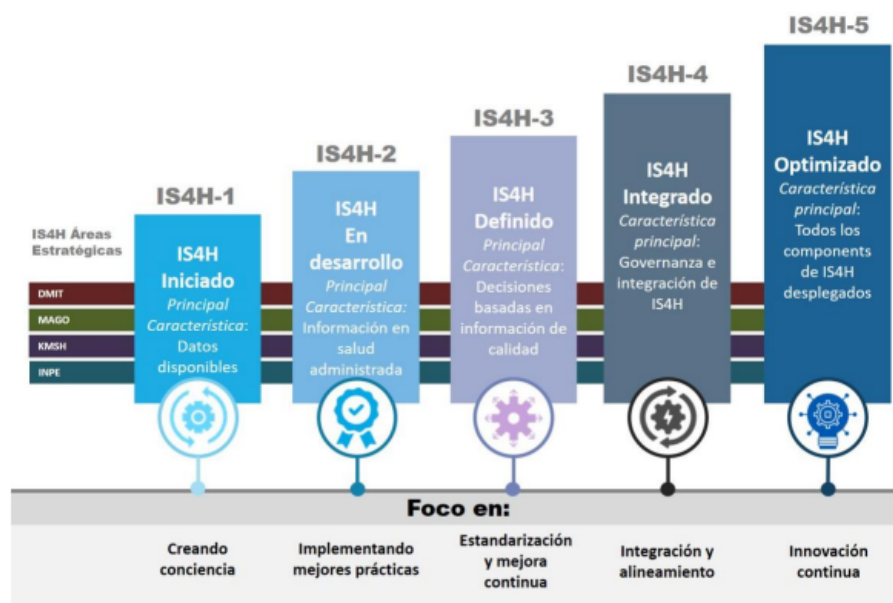 IS4H-5
IS4H-4
IS4H-3
IS4H-2
IS4H-1
IS4H Áreas
Estratégicas
DMIT
MAGO
KMSH
INPE
IS4H
Iniciado
Principal
Característica:
Datos
disponibles
IS4H
En
desarrollo
Principal
Característica:
Información en
salud
administrada
IS4H
Definido
Principal
Característica:
Decisiones
basadas en
información de
calidad
IS4H
Integrado
Característica
principal:
Governanza e
integración de
IS4H
IS4H
Optimizado
Característica
principal:
Todos los
components
de IS4H
desplegados
Foco en:
Creando
conciencia
Implementando
mejores prácticas
Estandarización
y mejora
continua
Integración y
alineamiento
Innovación
continua